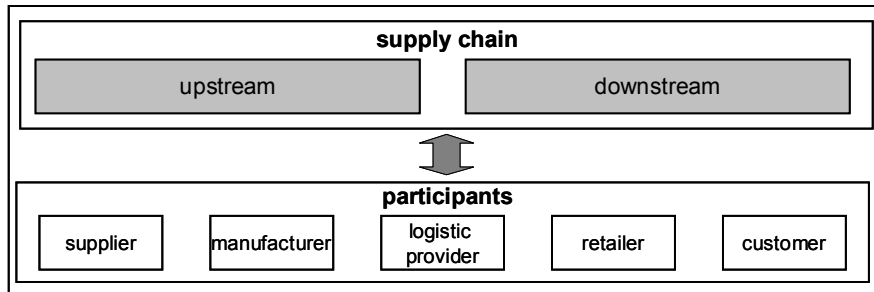 supply chain
upstream
downstream
participants
supplier
manufacturer
logistic
provider
retailer
customer